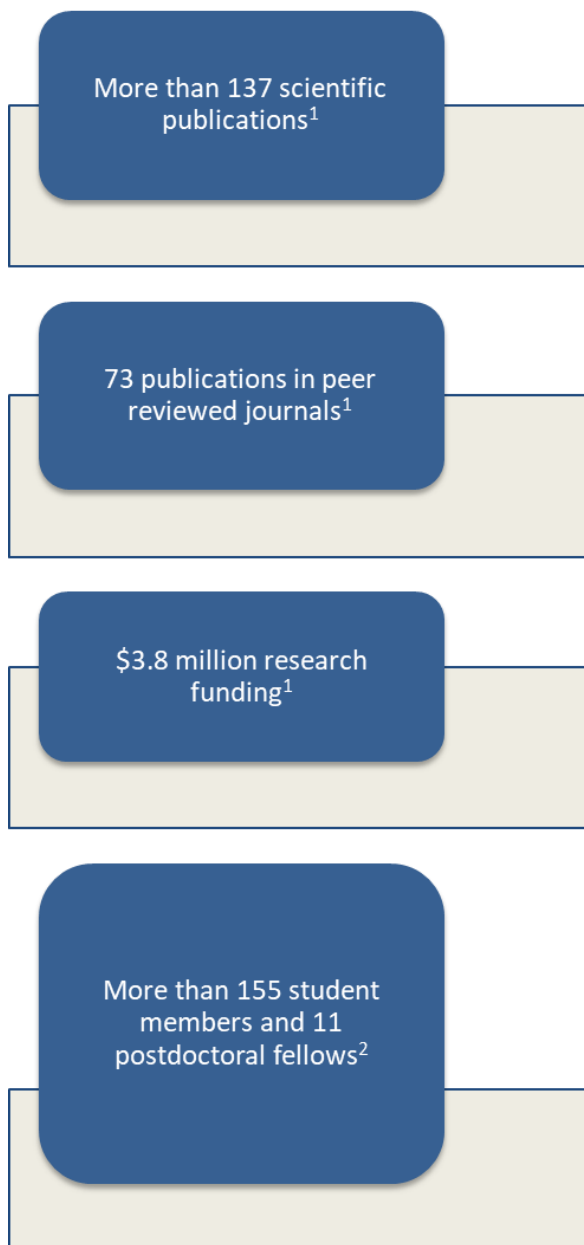 More than 137 scientific
publications¹
73 publications in peer
reviewed journals¹
$3.8 million research
funding¹
More than 155 student
members and 11
postdoctoral fellows²